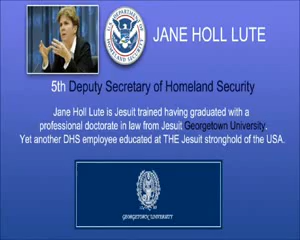 JANE HOLL LUTE
5th Deputy Secretary of Homeland Security
Jane Holl Lute is Jesuit trained having graduated with a
professional doctorate in law from Jesuit Georgetown University.
Yet another DHS employee educated at THE Jesuit stronghold of the USA.
GEORGETOWN UNIVERSITY